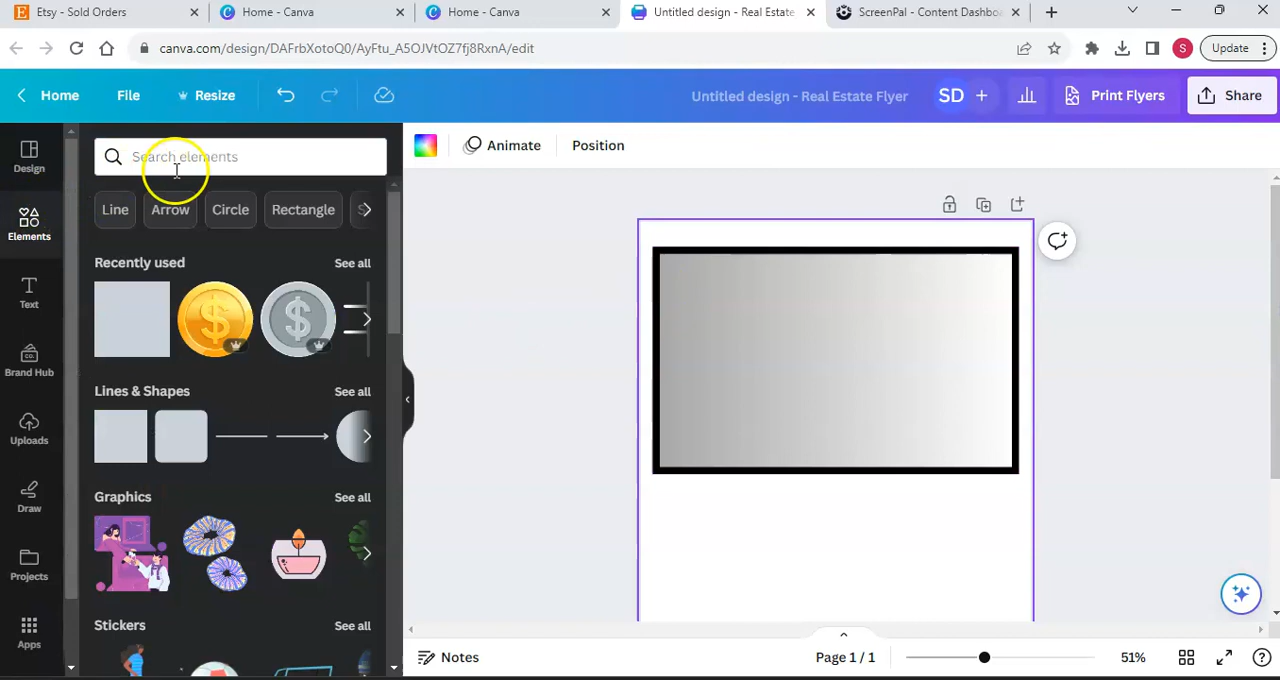 Etsy - Sold Orders
Home - Canva
Home - Canva
Untitled design - Real Estate
ScreenPal - Content Dashbo
canva.com/design/DAFrbXotoQ0/AyFtu_A5OJVtOZ7fj8RxnA/edit
S
Update
Home
File
Resize
Untitled design - Real Estate Flyer
SD
Print Flyers
Share
Search elements
Animate
Position
Design
Elements
Text
Brand Hub
Uploads
Draw
Projects
Apps
Line
Arrow
Circle
Rectangle
Recently used
See all
Lines & Shapes
See all
Graphics
See all
Stickers
See all
Notes
Page 1 / 1
51%